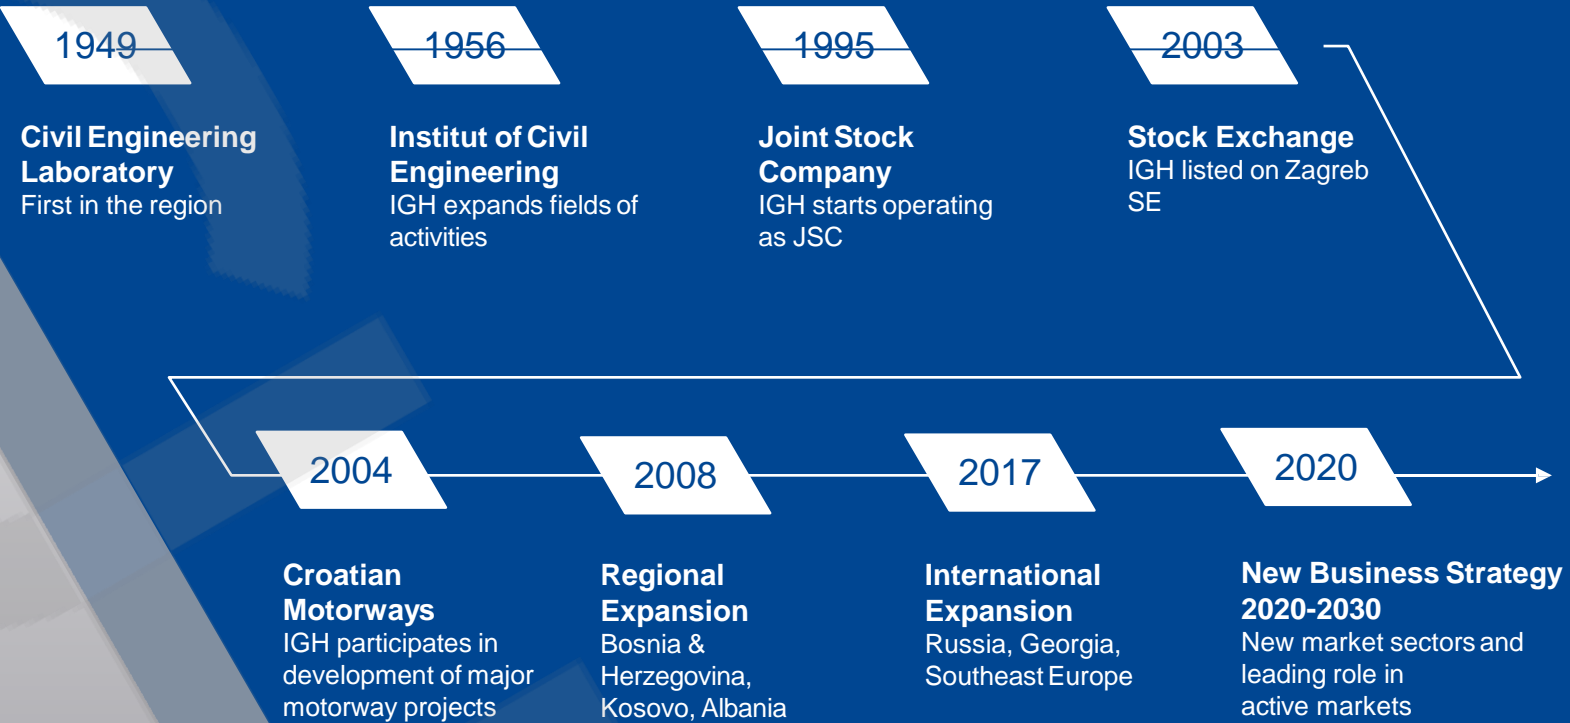 1949
Civil Engineering
Laboratory
First in the region
1956
Institut of Civil
Engineering
IGH expands fields of
activities
1995
Joint Stock
Company
IGH starts operating
as JSC
2003
Stock Exchange
IGH listed on Zagreb
SE
2004
Croatian
Motorways
IGH participates in
development of major
motorway projects
2008
Regional
Expansion
Bosnia &
Herzegovina,
Kosovo, Albania
2017
International
Expansion
Russia, Georgia,
Southeast Europe
2020
New Business Strategy
2020-2030
New market sectors and
leading role in
active markets